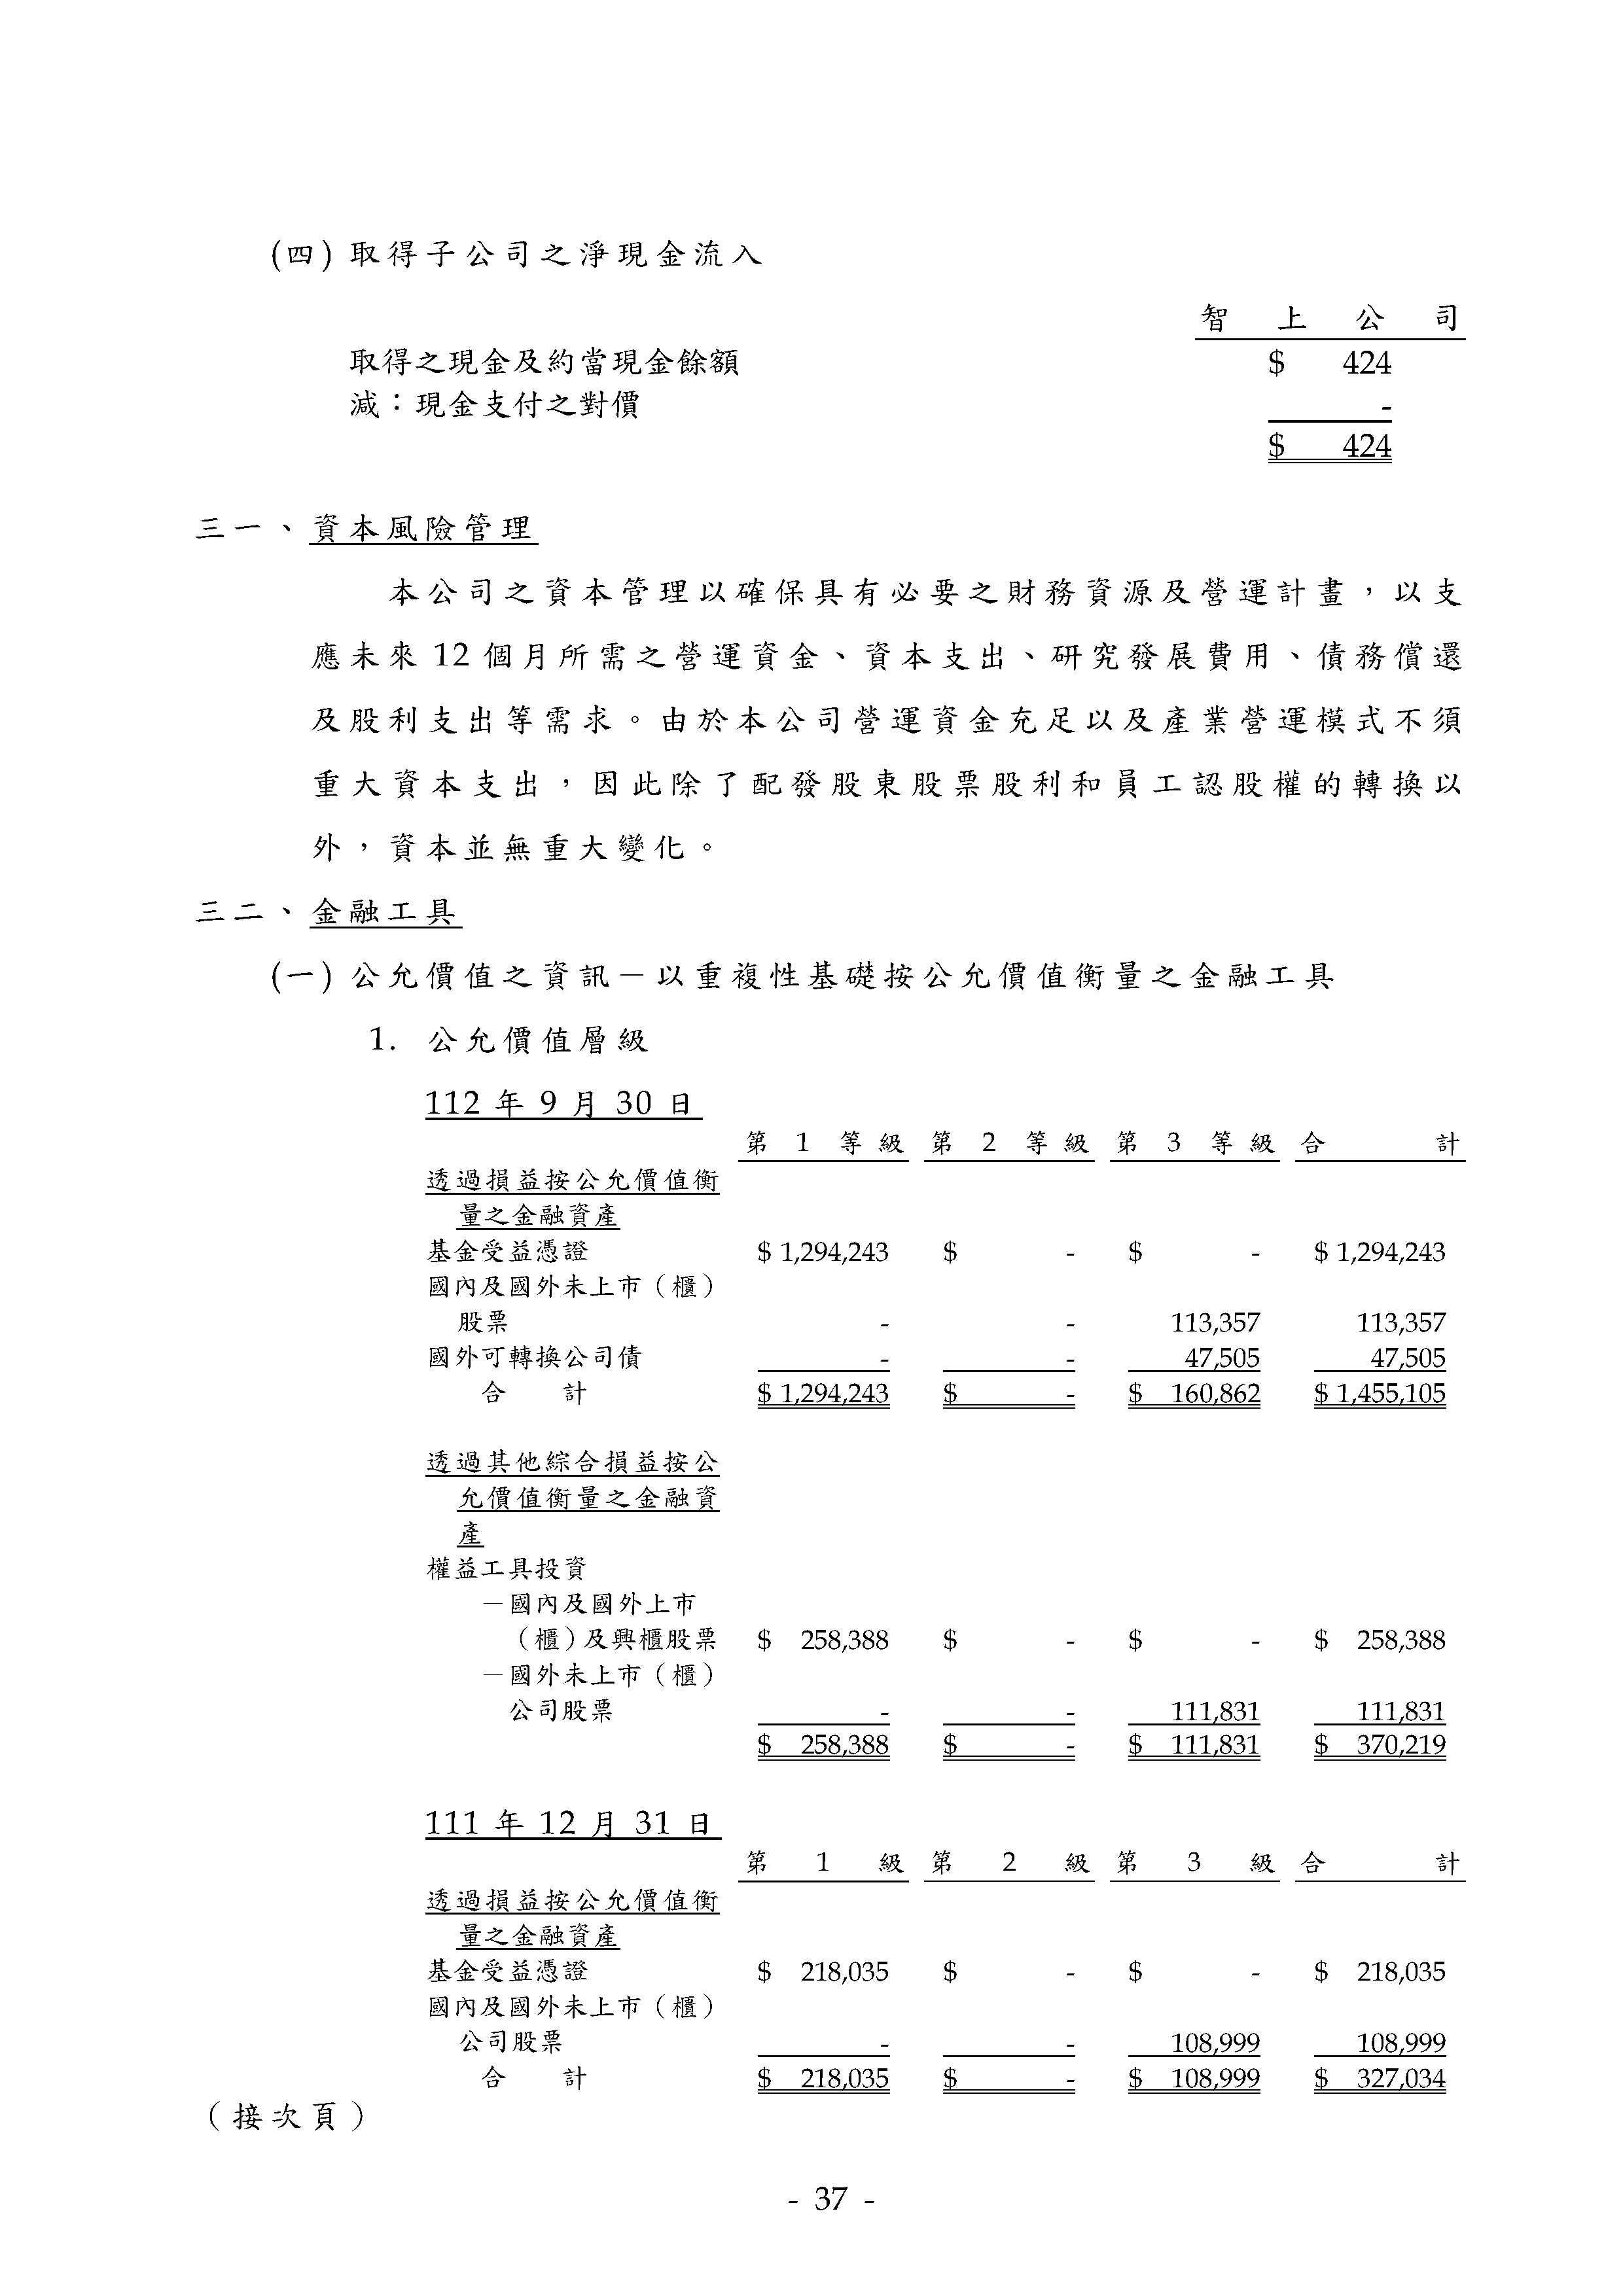 (四) 取得子公司之淨現金流入
智上公司
取得之現金及約當現金餘額 $ 424
減：現金支付之對價 -
$ 424
三一、資本風險管理
本公司之資本管理以確保具有必要之財務資源及營運計畫，以支
應未來 12 個月所需之營運資金、資本支出、研究發展費用、債務償還
及股利支出等需求。由於本公司營運資金充足以及產業營運模式不須
重大資本支出，因此除了配發股東股票股利和員工認股權的轉換以
外，資本並無重大變化。
三二、金融工具
(一) 公允價值之資訊－以重複性基礎按公允價值衡量之金融工具
1. 公允價值層級
112 年 9 月 30 日
第 1 等級 第 2 等級 第 3 等級 合計
透過損益按公允價值衡
量之金融資產
基金受益憑證 $ 1,294,243 $ - $ - $ 1,294,243
國內及國外未上市（櫃）
股票 - - 113,357 113,357
國外可轉換公司債 - - 47,505 47,505
合計 $ 1,294,243 $ - $ 160,862 $ 1,455,105
透過其他綜合損益按公
允價值衡量之金融資
產
權益工具投資
－國內及國外上市
（櫃）及興櫃股票 $ 258,388 $ - $ - $ 258,388
－國外未上市（櫃）
公司股票 - - 111,831 111,831
$ 258,388 $ - $ 111,831 $ 370,219
111 年 12 月 31 日
第 1 級 第 2 級 第 3 級 合計
透過損益按公允價值衡
量之金融資產
基金受益憑證 $ 218,035 $ - $ - $ 218,035
國內及國外未上市（櫃）
公司股票 - - 108,999 108,999
合計 $ 218,035 $ - $ 108,999 $ 327,034
（接次頁）
- 37 -